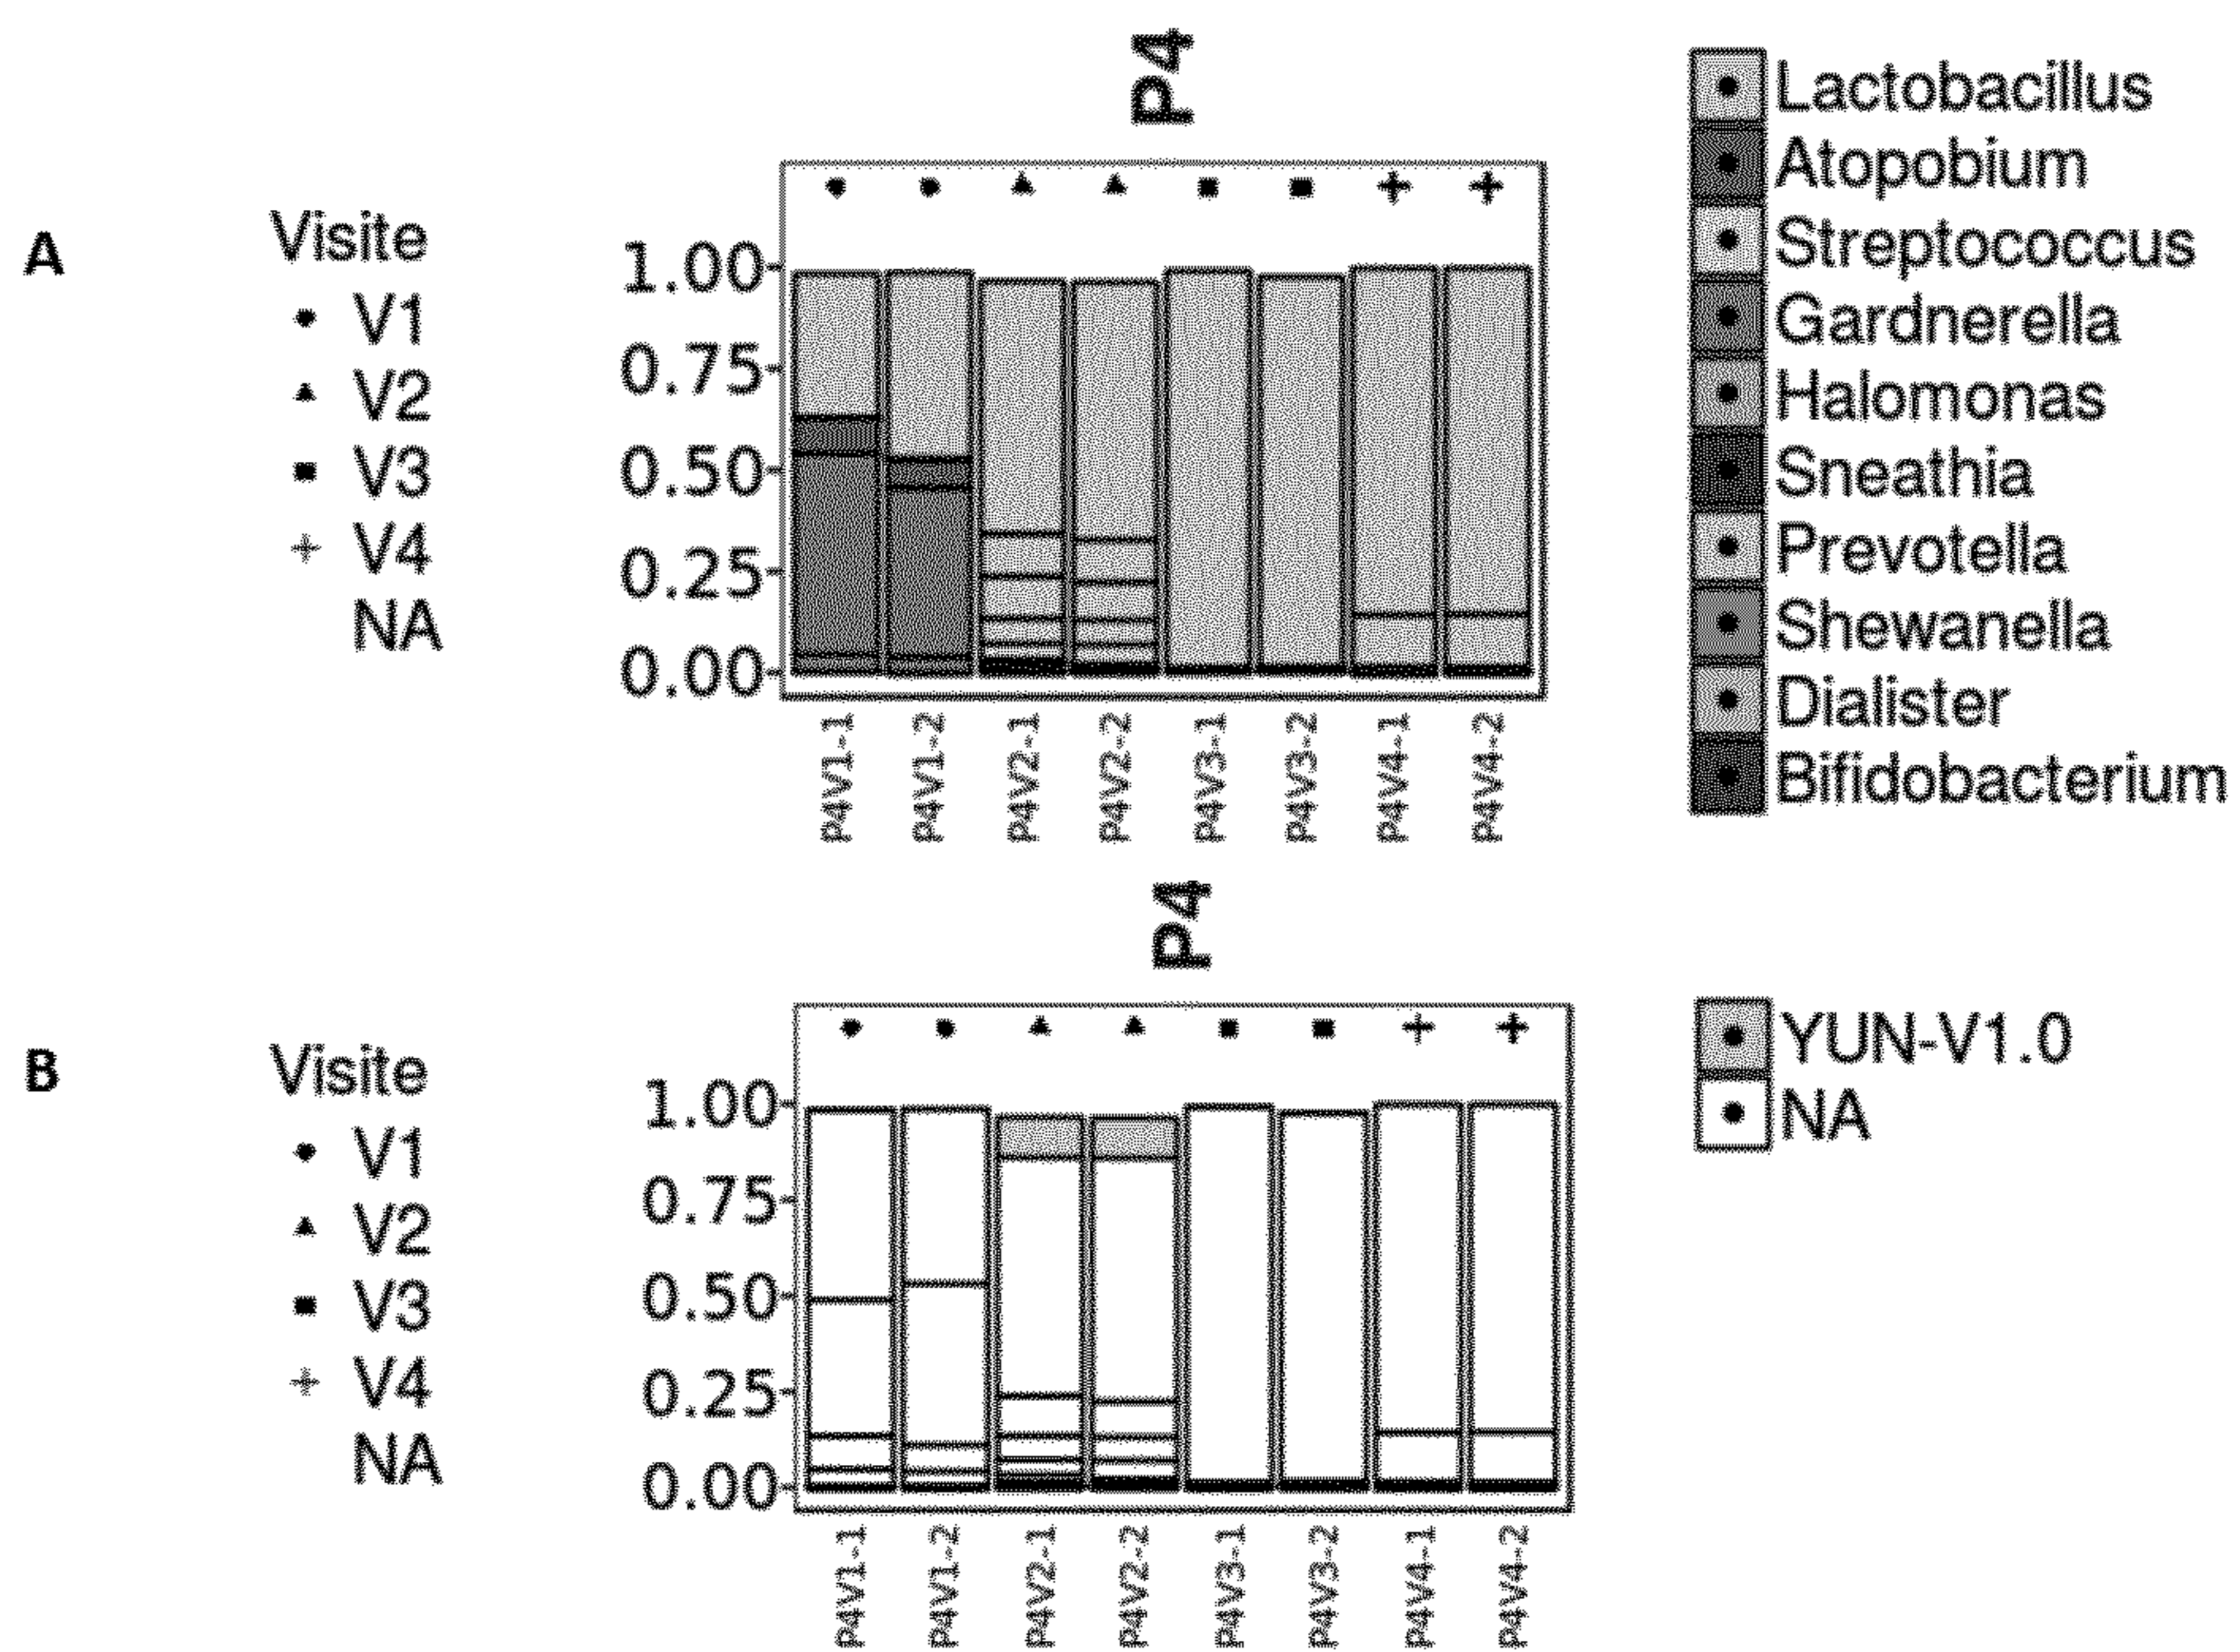 A
Visite
V1
V2
V3
V4
NA
P4
1.00
0.75
0.50
0.25
0.00
P4V1-1
P4V1-2
P4V2-1
P4V2-2
P4V3-1
P4V3-2
P4V4-1
P4V4-2
Lactobacillus
Atopobium
Streptococcus
Gardnerella
Halomonas
Sneathia
Prevotella
Shewanella
Dialister
Bifidobacterium
B
Visite
V1
V2
V3
V4
NA
P4
1.00
0.75
0.50
0.25
0.00
P4V1-1
P4V1-2
P4V2-1
P4V2-2
P4V3-1
P4V3-2
P4V4-1
P4V4-2
YUN-V1.0
NA